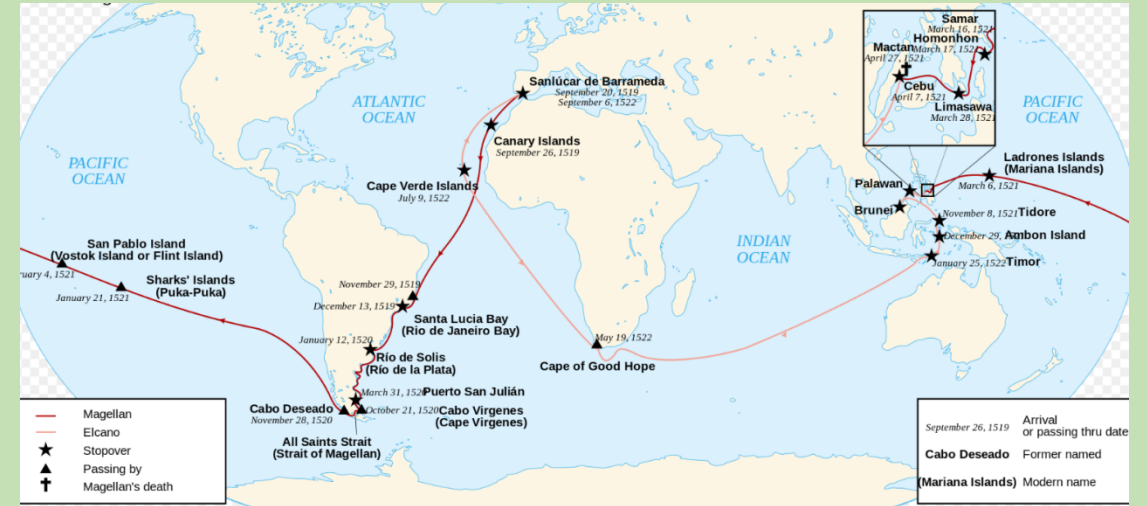 ATLANTIC
OCEAN
PACIFIC
OCEAN
Sanlúcar de Barrameda
September 20, 1519
September 6, 1522
Canary Islands
September 26, 1519
Cape Verde Islands
July 9, 1522
Samar
March 16, 1521
Homonhon
March 17, 1521
Mactan
April 27, 1521
Cebu
April 7, 1521
Limasawa
March 28, 1521
PACIFIC
OCEAN
Ladrones Islands
(Mariana Islands)
March 6, 1521
Palawan
Brunei
November 8, 1521 Tidore
December 29, Ambon Island
January 25, 1522 Timor
INDIAN
OCEAN
San Pablo Island
(Vostok Island or Flint Island)
ruary 4, 1521
Sharks' Islands
(Puka-Puka)
January 21, 1521
November 29, 1519
December 13, 1519
Santa Lucia Bay
(Rio de Janeiro Bay)
January 12, 1520
Río de Solis
(Río de la Plata)
March 31, 1520 Puerto San Julián
October 21, 1520 Cabo Virgenes
(Cape Virgenes)
Cabo Deseado
November 28, 1520
All Saints Strait
(Strait of Magellan)
May 19, 1522
Cape of Good Hope
Magellan
Elcano
Stopover
Passing by
Magellan's death
September 26, 1519 Arrival
or passing thru date
Cabo Deseado Former named
(Mariana Islands) Modern name